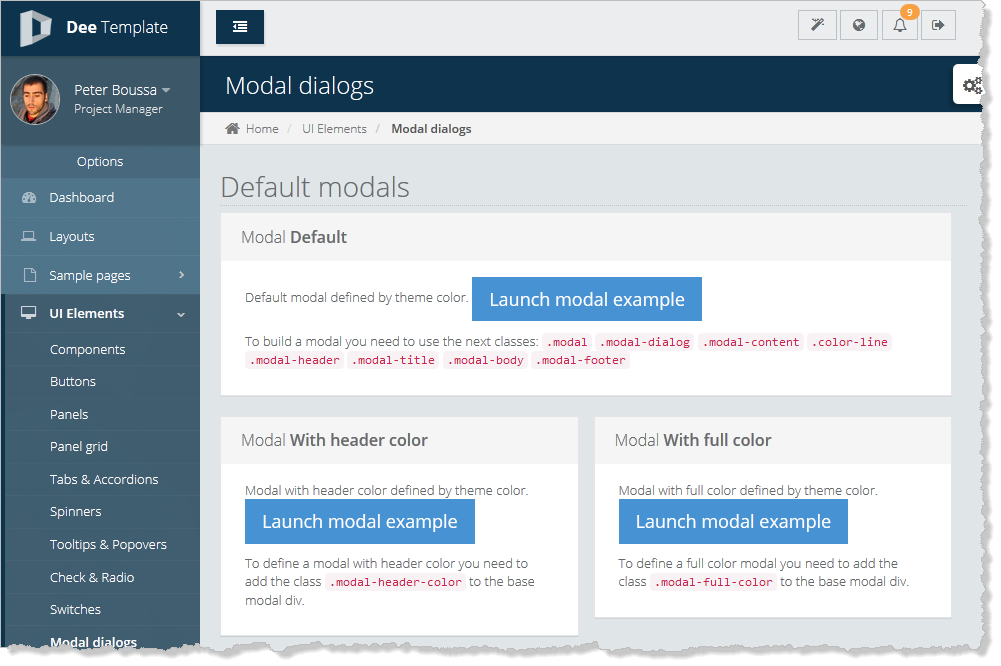 Dee Template
9
Peter Boussa
Project Manager
Options
Dashboard
Layouts
Sample pages
UI Elements
Components
Buttons
Panels
Panel grid
Tabs & Accordions
Spinners
Tooltips & Popovers
Check & Radio
Switches
Modal dialogs
Modal dialogs
Home / UI Elements / Modal dialogs
Default modals
Modal Default
Default modal defined by theme color. Launch modal example
To build a modal you need to use the next classes: .modal .modal-dialog .modal-content .color-line
.modal-header .modal-title .modal-body .modal-footer
Modal With header color
Modal with header color defined by theme color.
Launch modal example
To define a modal with header color you need to
add the class .modal-header-color to the base
modal div.
Modal With full color
Modal with full color defined by theme color.
Launch modal example
To define a full color modal you need to add the
class .modal-full-color to the base modal div.